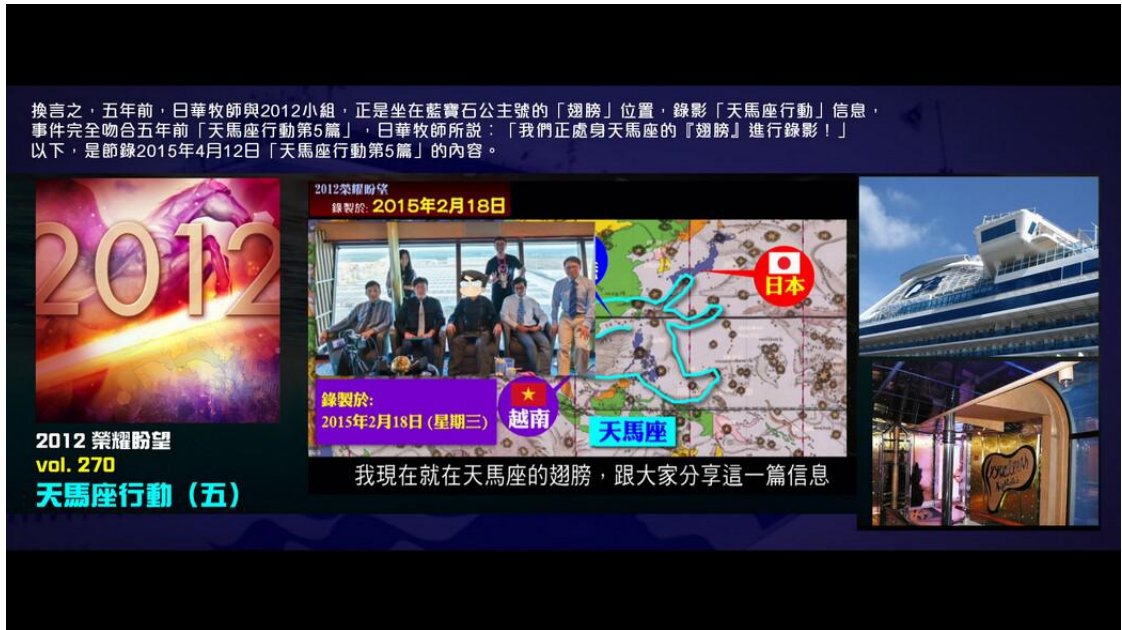 換言之，五年前，日華牧師與2012小組，正是坐在藍寶石公主號的「翅膀」位置，錄影「天馬座行動」信息，
事件完全吻合五年前「天馬座行動第5篇」，日華牧師所說：「我們正處身天馬座的『翅膀』進行錄影！」
以下，是節錄2015年4月12日「天馬座行動第5篇」的內容。
2012
2012榮耀盼望
錄製於: 2015年2月18日
日本
錄製於:
2015年2月18日 (星期三)
越南
天馬座
我現在就在天馬座的翅膀，跟大家分享這一篇信息
2012 榮耀盼望
vol. 270
天馬座行動（五）